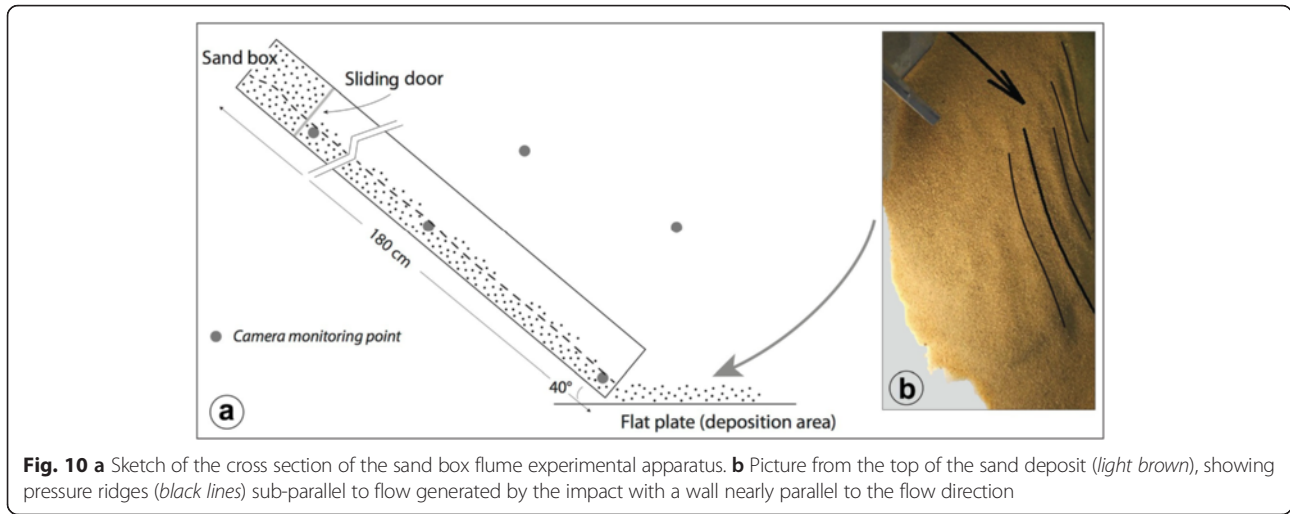 Sand box
Sliding door
180 cm
Camera monitoring point
40°
a
Flat plate (deposition area)
b
Fig. 10 a Sketch of the cross section of the sand box flume experimental apparatus. b Picture from the top of the sand deposit (light brown), showing
pressure ridges (black lines) sub-parallel to flow generated by the impact with a wall nearly parallel to the flow direction